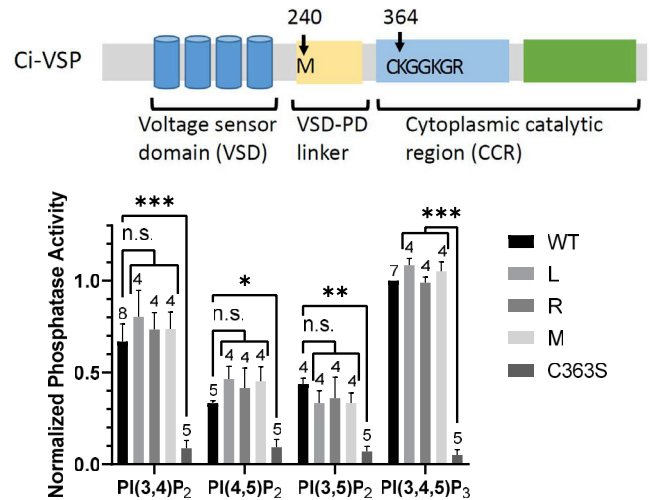 240
364
Ci-VSP
M
CKGGKGR
Voltage sensor
domain (VSD)
VSD-PD
linker
Cytoplasmic catalytic
region (CCR)
Normalized Phosphatase Activity
1.0
0.5
0.0
***
n.s.
8
4
4
4
5
*
n.s.
5
4
4
4
5
**
n.s.
4
4
4
4
5
***
7
4
4
4
5
PI(3,4)P2
PI(4,5)P2
PI(3,5)P2
PI(3,4,5)P3
WT
L
R
M
C363S